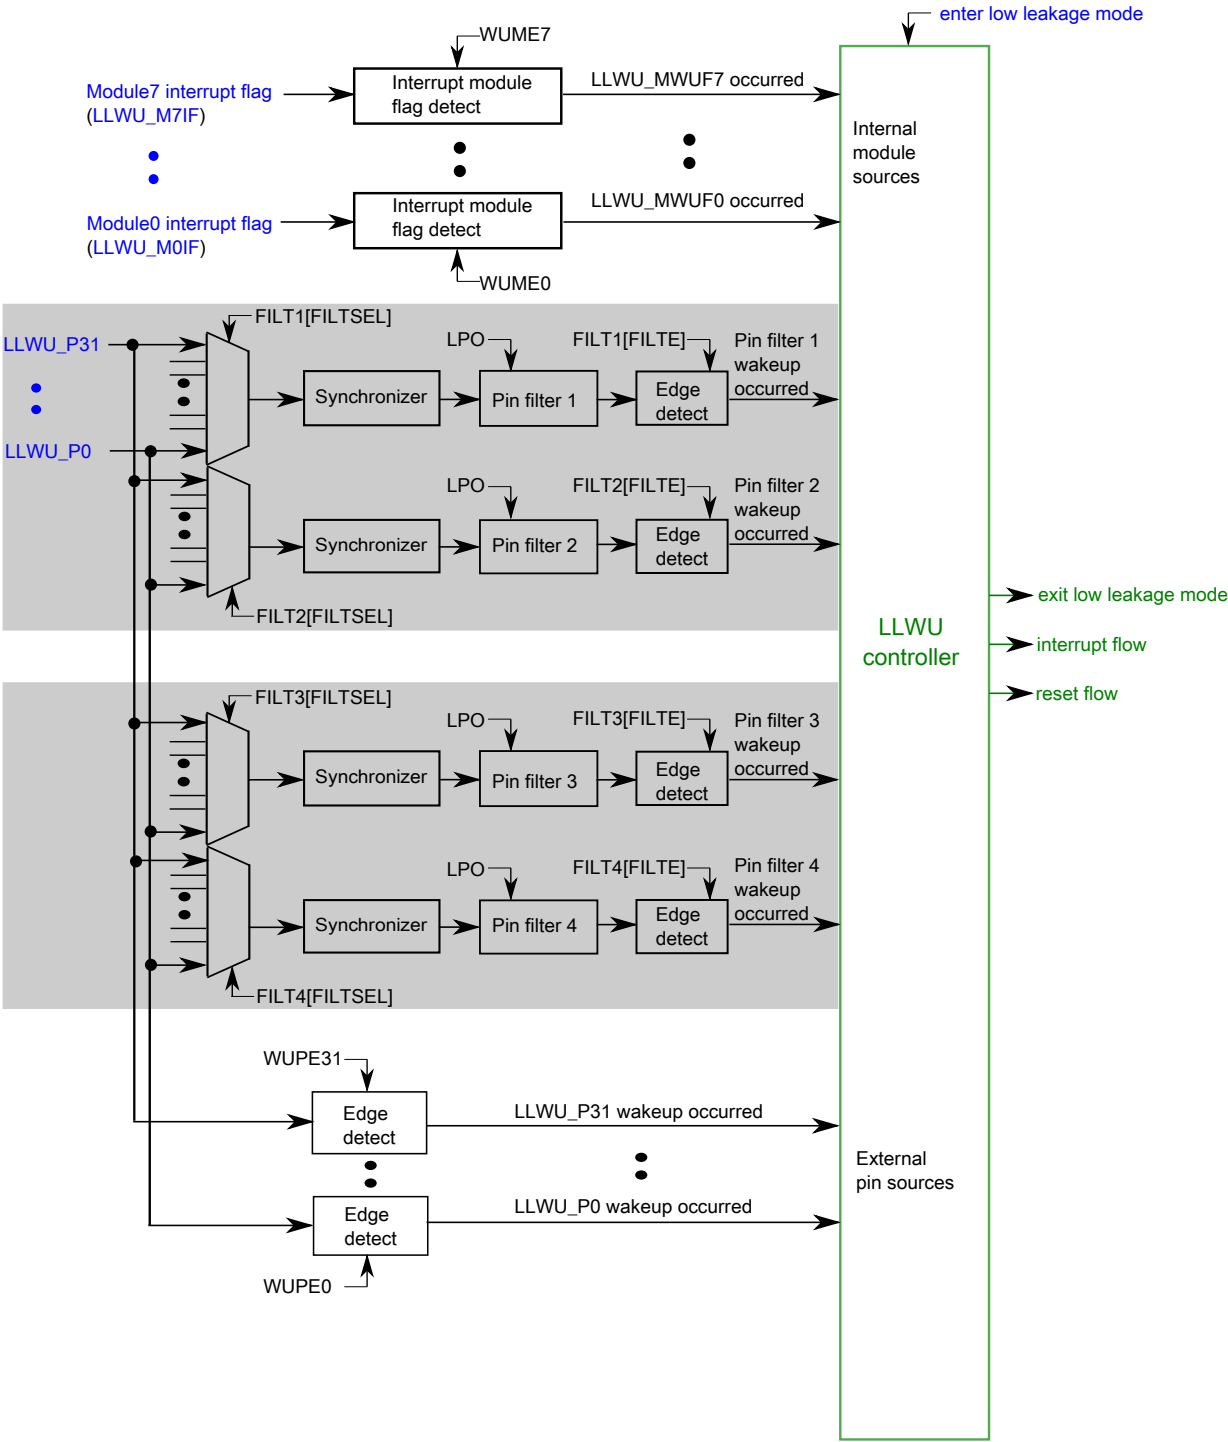 enter low leakage mode
WUME7
Module7 interrupt flag
(LLWU_M7IF)
Interrupt module
flag detect
LLWU_MWUF7 occurred
Internal
module
sources
Module0 interrupt flag
(LLWU_M0IF)
Interrupt module
flag detect
LLWU_MWUF0 occurred
WUME0
FILT1[FILTSEL]
LLWU_P31
LLWU_P0
Synchronizer
LPO
Pin filter 1
FILT1[FILTE]
Edge
detect
Pin filter 1
wakeup
occurred
Synchronizer
LPO
Pin filter 2
FILT2[FILTE]
Edge
detect
Pin filter 2
wakeup
occurred
FILT2[FILTSEL]
LLWU
controller
exit low leakage mode
interrupt flow
reset flow
FILT3[FILTSEL]
Synchronizer
LPO
Pin filter 3
FILT3[FILTE]
Edge
detect
Pin filter 3
wakeup
occurred
Synchronizer
LPO
Pin filter 4
FILT4[FILTE]
Edge
detect
Pin filter 4
wakeup
occurred
FILT4[FILTSEL]
WUPE31
Edge
detect
LLWU_P31 wakeup occurred
External
pin sources
Edge
detect
LLWU_P0 wakeup occurred
WUPE0